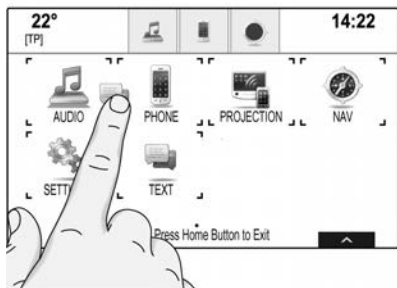 22° 14:22
[TP]
AUDIO PHONE PROJECTION NAV
TEXT
Press Home Button to Exit